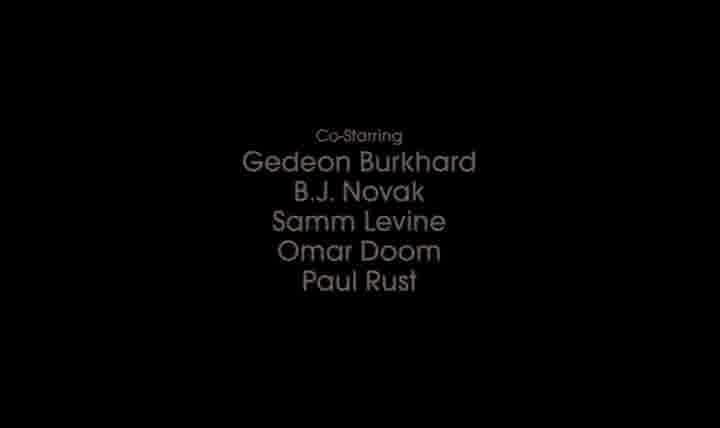 Co-Starring
Gedeon Burkhard
B.J. Novak
Samm Levine
Omar Doom
Paul Rust